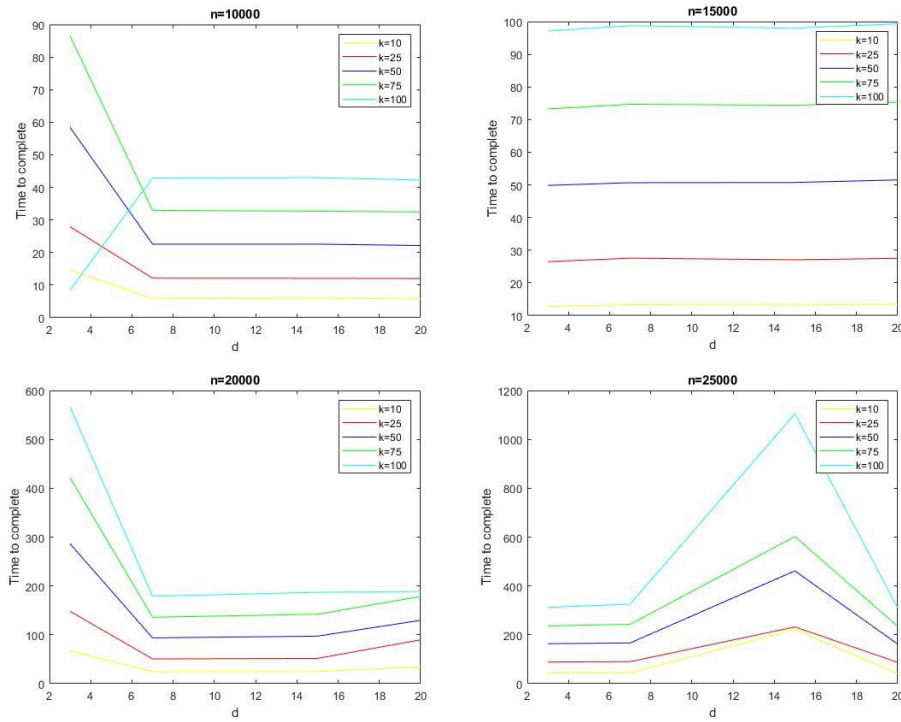 n=10000
90
80
70
60
50
40
30
20
10
0
Time to complete
2 4 6 8 10 12 14 16 18 20
d
k=10
k=25
k=50
k=75
k=100
n=15000
100
90
80
70
60
50
40
30
20
10
Time to complete
2 4 6 8 10 12 14 16 18 20
d
k=10
k=25
k=50
k=75
k=100
n=20000
600
500
400
300
200
100
0
Time to complete
2 4 6 8 10 12 14 16 18 20
d
k=10
k=25
k=50
k=75
k=100
n=25000
1200
1000
800
600
400
200
0
Time to complete
2 4 6 8 10 12 14 16 18 20
d
k=10
k=25
k=50
k=75
k=100